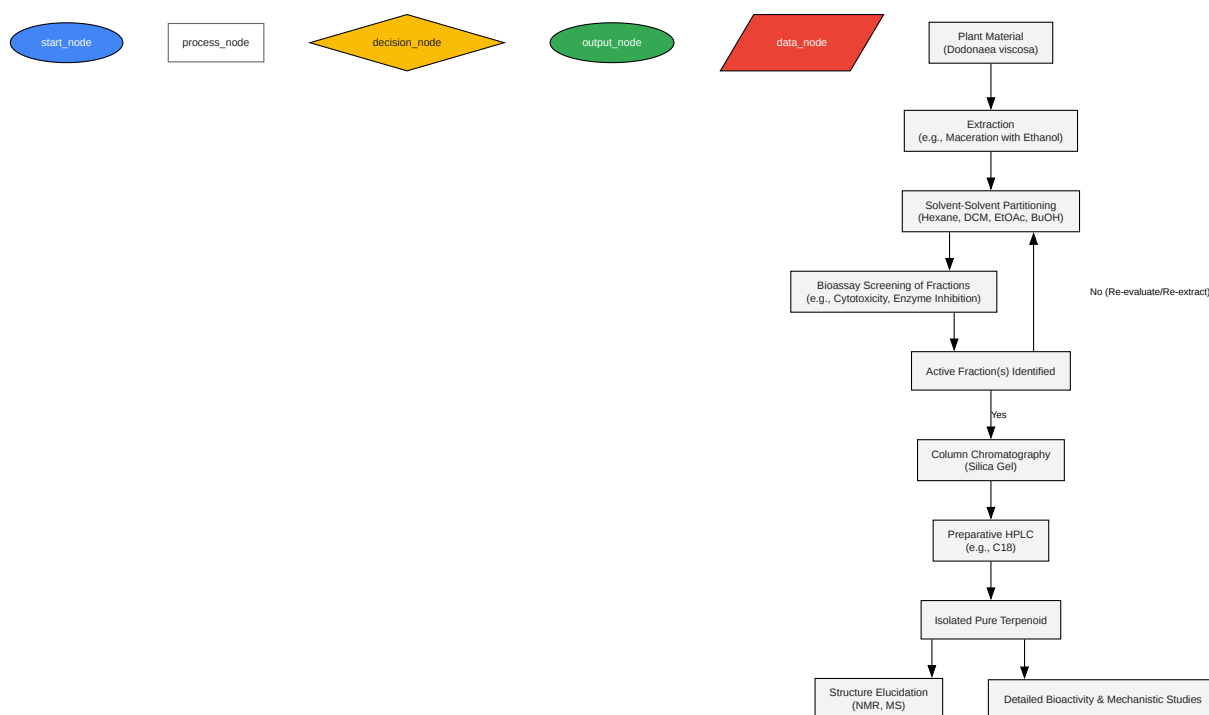 start_node
process_node
decision_node
output_node
data_node
Plant Material
(Dodonaea viscosa)
Extraction
(e.g., Maceration with Ethanol)
Solvent-Solvent Partitioning
(Hexane, DCM, EtOAc, BuOH)
Bioassay Screening of Fractions
(e.g., Cytotoxicity, Enzyme Inhibition)
No (Re-evaluate/Re-extract)
Active Fraction(s) Identified
Yes
Column Chromatography
(Silica Gel)
Preparative HPLC
(e.g., C18)
Isolated Pure Terpenoid
Structure Elucidation
(NMR, MS)
Detailed Bioactivity & Mechanistic Studies